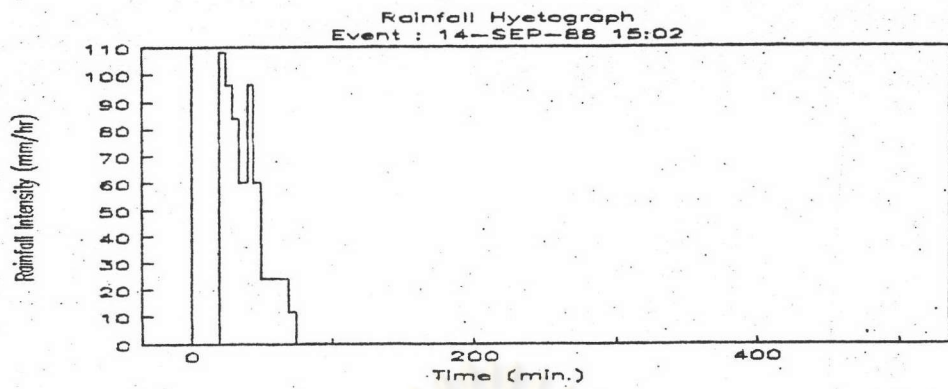 Rainfall Hyetograph
Event : 14-SEP-88 15:02
Rainfall Intensity (mm/hr)
110
100
90
80
70
60
50
40
30
20
10
0
0 200 400
Time (min.)